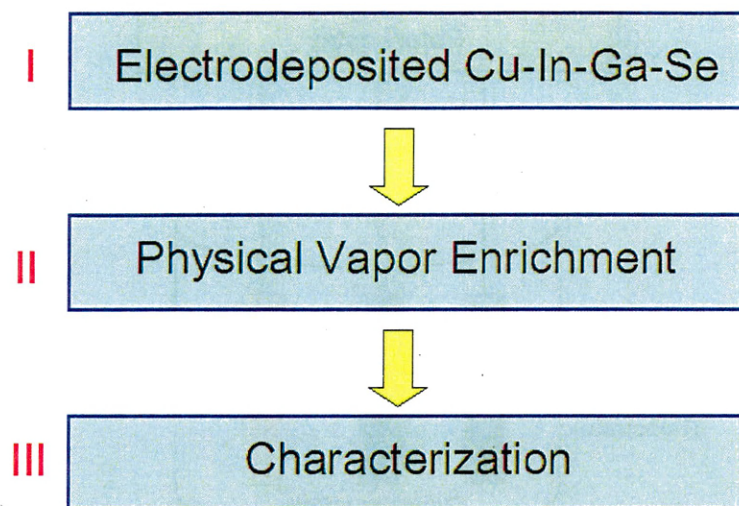 I Electrodeposited Cu-In-Ga-Se
II Physical Vapor Enrichment
III Characterization